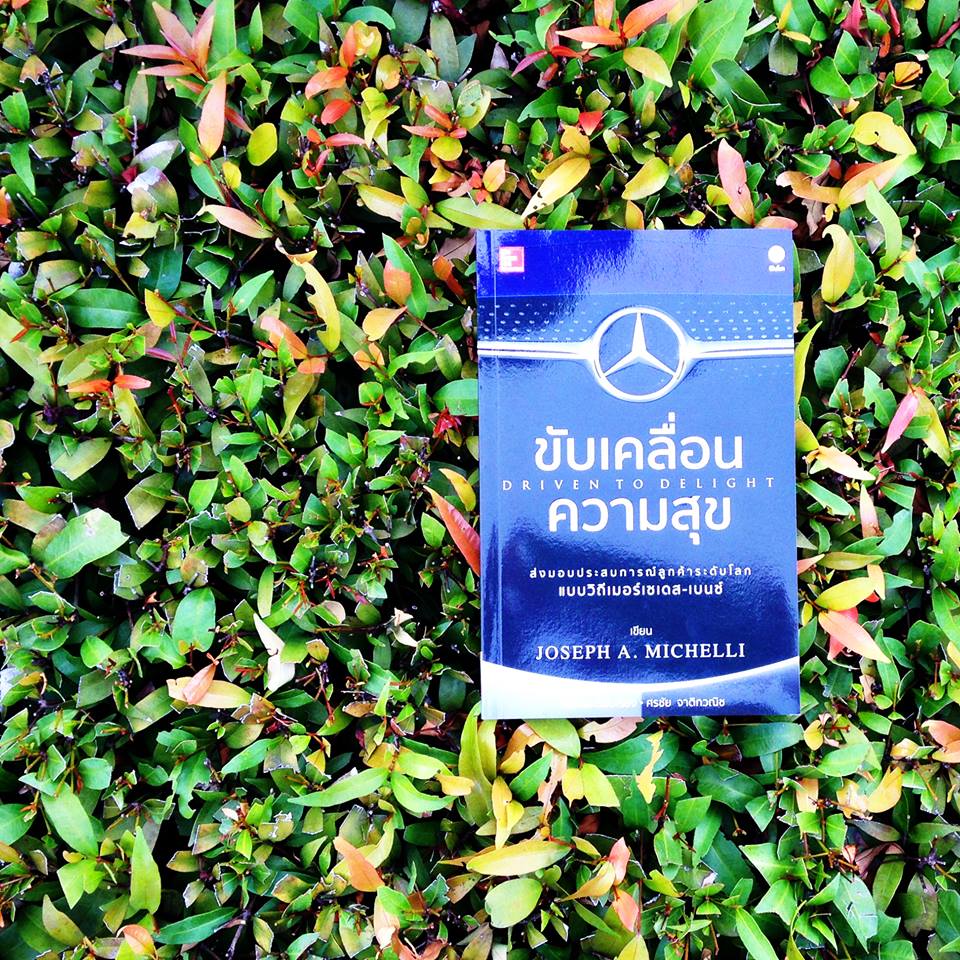 ขับเคลื่อน
DRIVEN TO DELIGHT
ความสุข
ส่งมอบประสบการณ์ลูกค้าระดับโลก
แบบวิถีเมอร์เซเดส-เบนซ์
เขียน
JOSEPH A. MICHELLI
ศรชัย จาติกวณิช